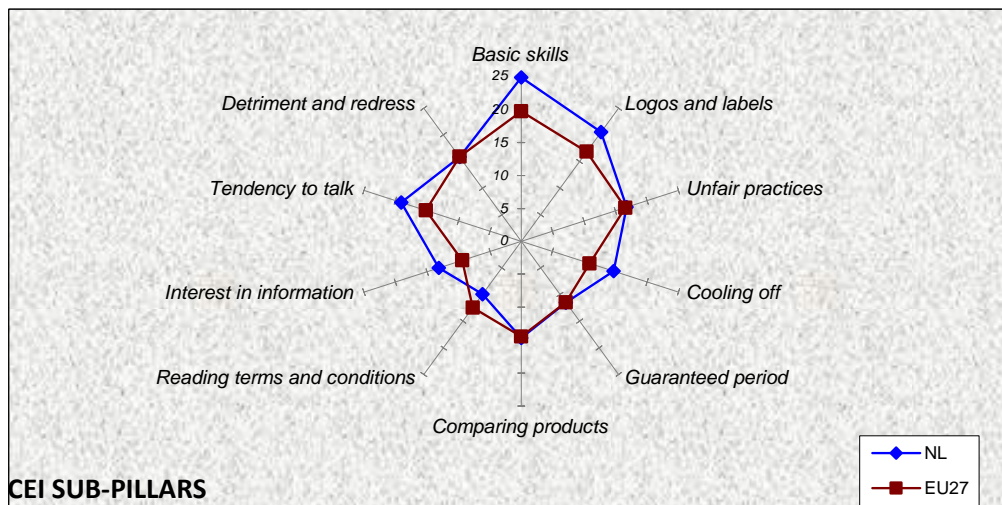 Basic skills
25
Detriment and redress
Logos and labels
20
15
Tendency to talk
Unfair practices
10
5
0
Interest in information
Cooling off
Reading terms and conditions
Guaranteed period
Comparing products
NL
EU27
CEI SUB-PILLARS